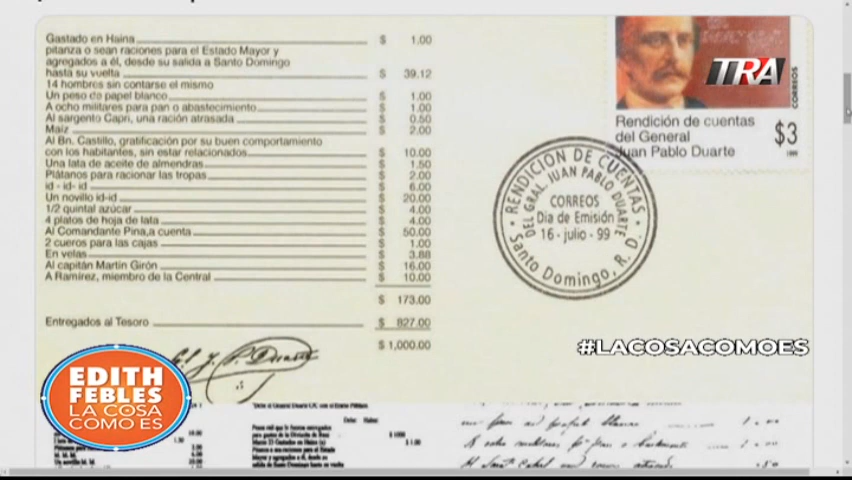 Gastado en Haina $ 1.00
pitanza o sean raciones para el Estado Mayor y
agregados a él, desde su salida a Santo Domingo
hasta su vuelta $ 39.12
14 hombres sin contarse el mismo
Un peso de papel blanco $ 1.00
A ocho militares para pan o abastecimiento $ 1.00
Al sargento Capri, una ración atrasada $ 0.50
Maíz $ 2.00
Al Bn. Castillo, gratificación por su buen comportamiento
con los habitantes, sin estar relacionados $ 10.00
Una lata de aceite de almendras $ 1.50
Plátanos para racionar las tropas $ 2.00
id - id- id $ 6.00
Un novillo id-id $ 20.00
1/2 quintal azúcar $ 4.00
4 platos de hoja de lata $ 4.00
Al Comandante Pina,a cuenta $ 50.00
2 cueros para las cajas $ 1.00
En velas $ 3.88
Al capitán Martín Girón $ 16.00
A Ramírez, miembro de la Central $ 10.00
$ 173.00
Entregados al Tesoro $ 827.00
$ 1,000.00
J. P. Duarte
TRA
CORREOS
Rendición de cuentas
del General
Juan Pablo Duarte
$3
1999
RENDICION DE CUENTAS
DEL GRAL. JUAN PABLO DUARTE
CORREOS
Día de Emisión
16 - julio - 99
Santo Domingo, R. D.
#LACOSACOMOES
EDITH
FEBLES
LA COSA
COMO ES